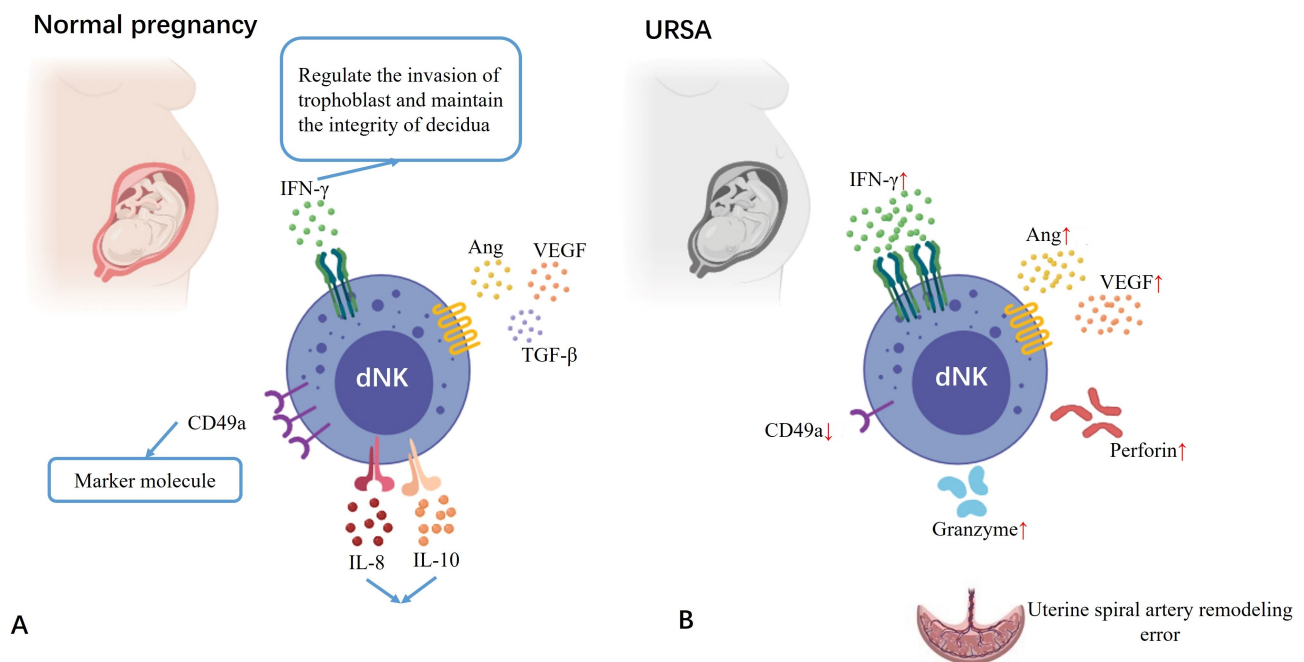 Normal pregnancy
Regulate the invasion of
trophoblast and maintain
the integrity of decidua
IFN-γ
Ang
VEGF
TGF-β
dNK
CD49a
Marker molecule
IL-8
IL-10
A
URSA
IFN-γ↑
Ang↑
VEGF↑
dNK
CD49a↓
Perforin↑
Granzyme↑
B
Uterine spiral artery remodeling
error